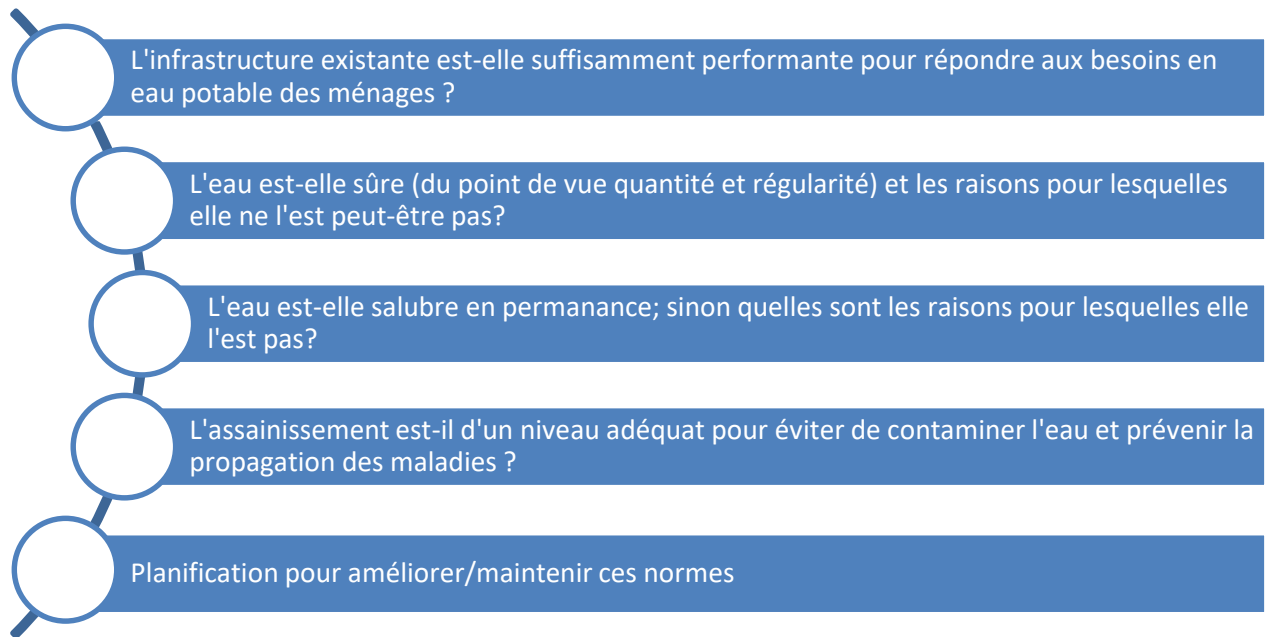 L'infrastructure existante est-elle suffisamment performante pour répondre aux besoins en
eau potable des ménages ?
L'eau est-elle sûre (du point de vue quantité et régularité) et les raisons pour lesquelles
elle ne l'est peut-être pas?
L'eau est-elle salubre en permanance; sinon quelles sont les raisons pour lesquelles elle
l'est pas?
L'assainissement est-il d'un niveau adéquat pour éviter de contaminer l'eau et prévenir la
propagation des maladies ?
Planification pour améliorer/maintenir ces normes